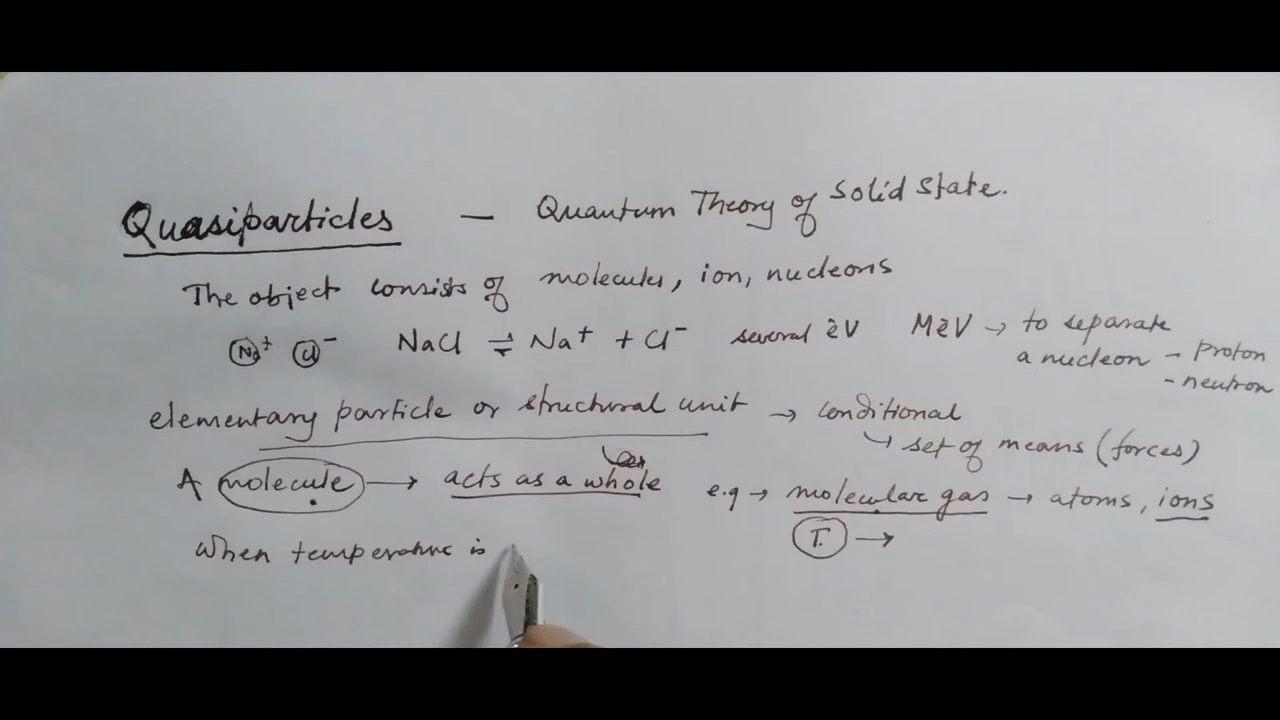 Quasiparticles — Quantum Theory of Solid State.
The object consists of molecules, ion, nucleons
Na+ Cl− NaCl ⇌ Na+ + Cl− several eV MeV → to separate
a nucleon - proton
- neutron
elementary particle or structural unit → conditional
↳ set of means (forces)
A molecule → acts as a whole e.g → molecular gas → atoms, ions
T. →
When temperature is